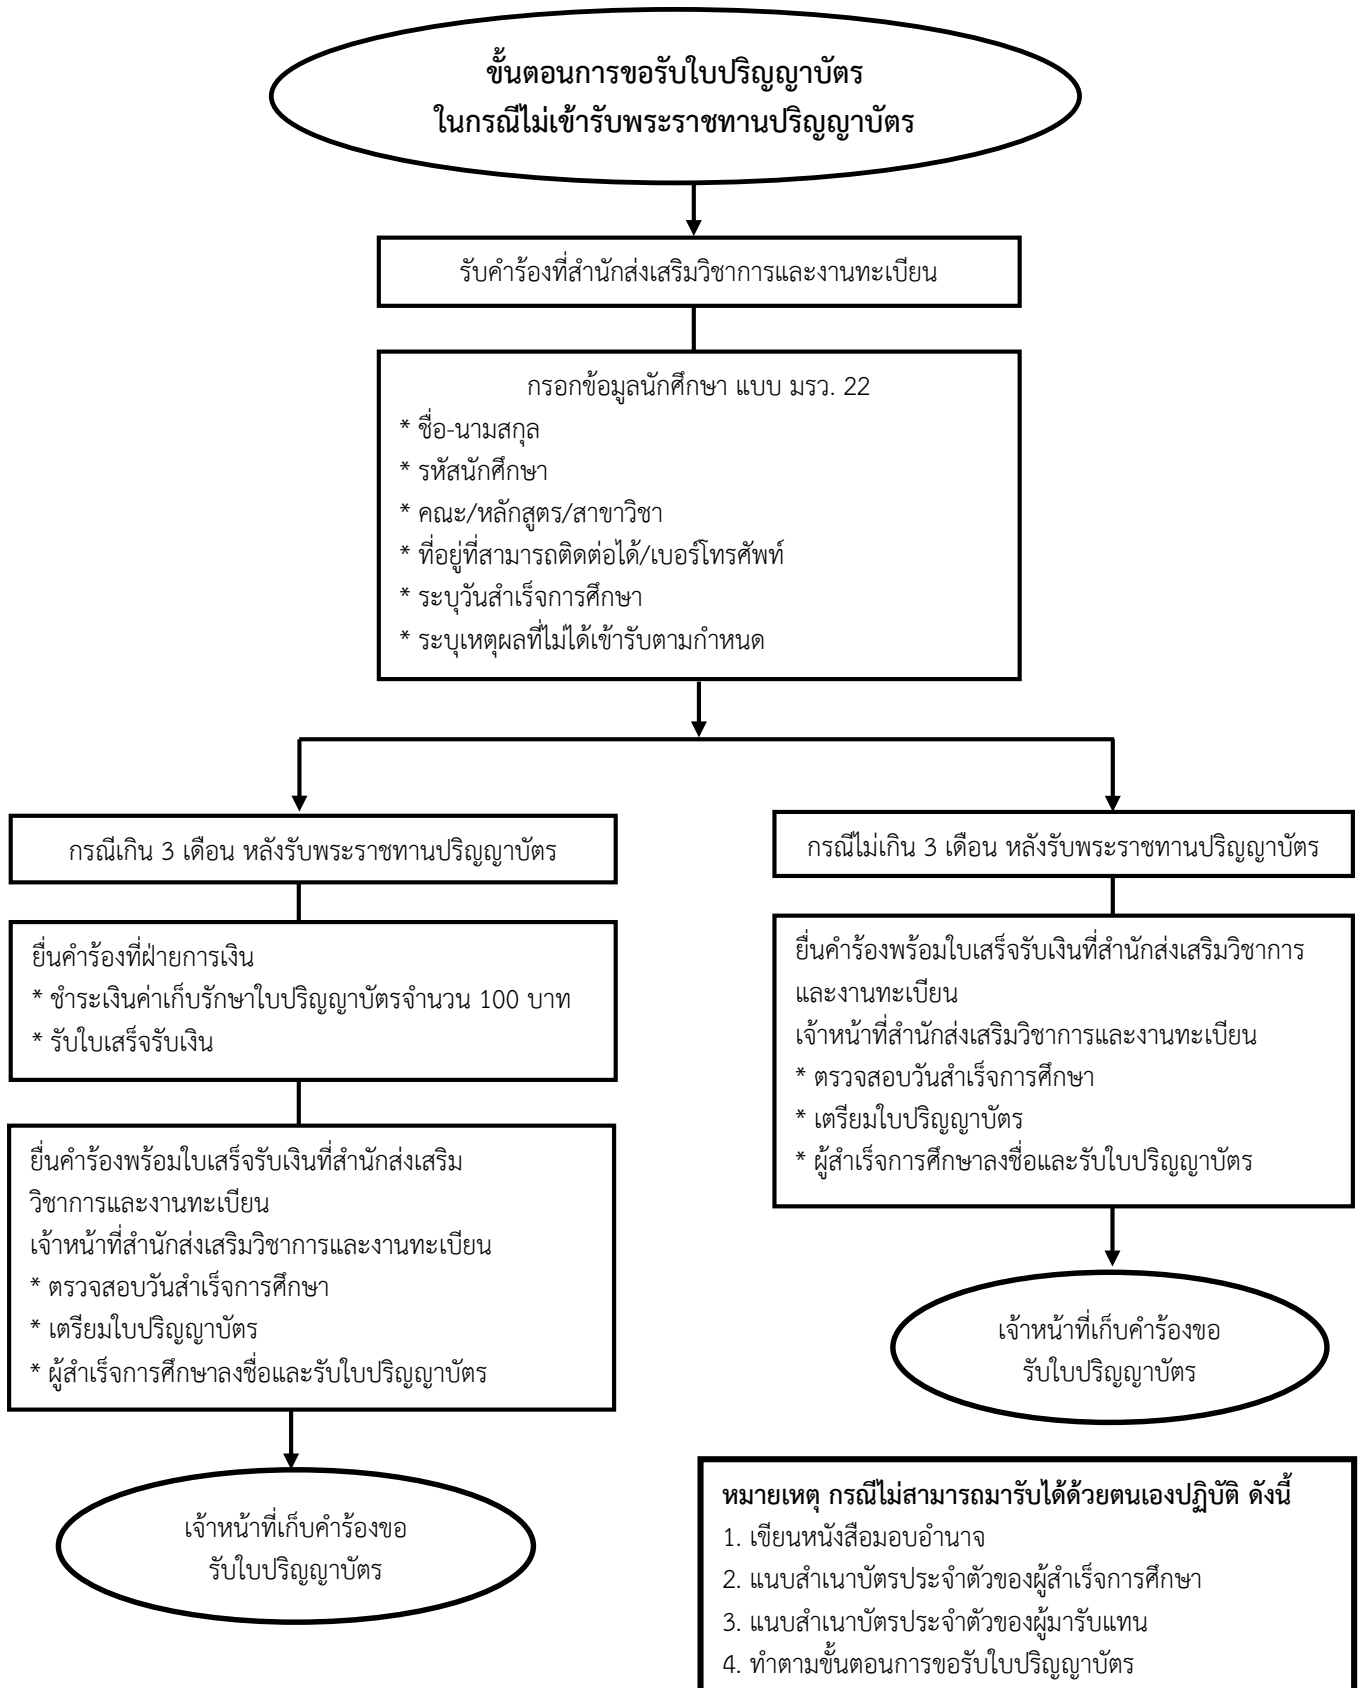 ขั้นตอนการขอรับใบปริญญาบัตร
ในกรณีไม่เข้ารับพระราชทานปริญญาบัตร
รับคำร้องที่สำนักส่งเสริมวิชาการและงานทะเบียน
กรอกข้อมูลนักศึกษา แบบ มรว. 22
* ชื่อ-นามสกุล
* รหัสนักศึกษา
* คณะ/หลักสูตร/สาขาวิชา
* ที่อยู่ที่สามารถติดต่อได้/เบอร์โทรศัพท์
* ระบุวันสำเร็จการศึกษา
* ระบุเหตุผลที่ไม่ได้เข้ารับตามกำหนด
กรณีเกิน 3 เดือน หลังรับพระราชทานปริญญาบัตร
ยื่นคำร้องที่ฝ่ายการเงิน
* ชำระเงินค่าเก็บรักษาใบปริญญาบัตรจำนวน 100 บาท
* รับใบเสร็จรับเงิน
ยื่นคำร้องพร้อมใบเสร็จรับเงินที่สำนักส่งเสริม
วิชาการและงานทะเบียน
เจ้าหน้าที่สำนักส่งเสริมวิชาการและงานทะเบียน
* ตรวจสอบวันสำเร็จการศึกษา
* เตรียมใบปริญญาบัตร
* ผู้สำเร็จการศึกษาลงชื่อและรับใบปริญญาบัตร
เจ้าหน้าที่เก็บคำร้องขอ
รับใบปริญญาบัตร
กรณีไม่เกิน 3 เดือน หลังรับพระราชทานปริญญาบัตร
ยื่นคำร้องพร้อมใบเสร็จรับเงินที่สำนักส่งเสริมวิชาการ
และงานทะเบียน
เจ้าหน้าที่สำนักส่งเสริมวิชาการและงานทะเบียน
* ตรวจสอบวันสำเร็จการศึกษา
* เตรียมใบปริญญาบัตร
* ผู้สำเร็จการศึกษาลงชื่อและรับใบปริญญาบัตร
เจ้าหน้าที่เก็บคำร้องขอ
รับใบปริญญาบัตร
หมายเหตุ กรณีไม่สามารถมารับได้ด้วยตนเองปฏิบัติ ดังนี้
1. เขียนหนังสือมอบอำนาจ
2. แนบสำเนาบัตรประจำตัวของผู้สำเร็จการศึกษา
3. แนบสำเนาบัตรประจำตัวของผู้มารับแทน
4. ทำตามขั้นตอนการขอรับใบปริญญาบัตร